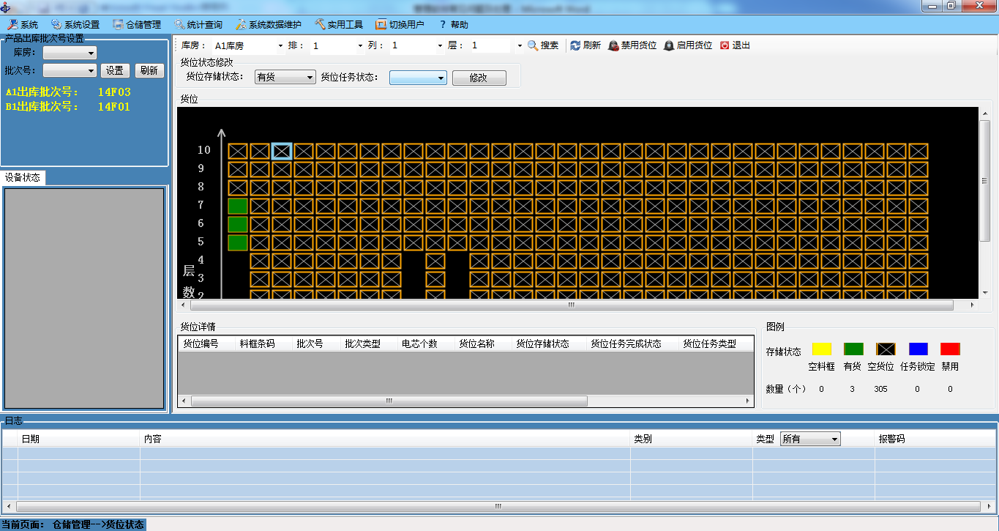 系统 系统设置 仓储管理 统计查询 系统数据维护 实用工具 切换用户 ? 帮助
产品出库批次号设置
库房：
批次号： 设置 刷新
A1出库批次号： 14F03
B1出库批次号： 14F01
设备状态
库房： A1库房 排： 1 列： 1 层： 1 搜索 刷新 禁用货位 启用货位 退出
货位状态修改
货位存储状态： 有货 货位任务状态： 修改
货位
10
9
8
7
6
5
4
层
3
数
2
货位详情
货位编号 料框条码 批次号 批次类型 电芯个数 货位名称 货位存储状态 货位任务完成状态 货位任务类型
图例
存储状态
空料框 有货 空货位 任务锁定 禁用
数量（个） 0 3 305 0 0
日志
日期 内容 类别 类型 所有 报警码
当前页面： 仓储管理-->货位状态